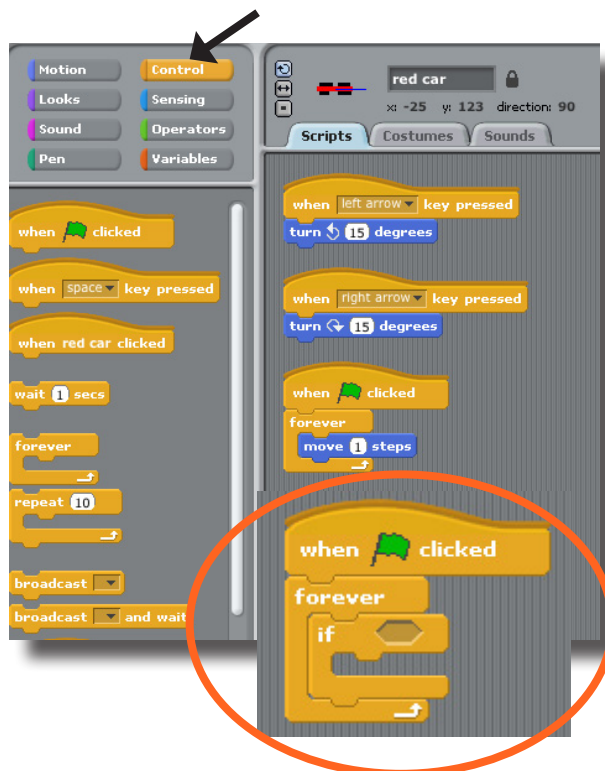 Motion
Control
Looks
Sensing
Sound
Operators
Pen
Variables
when clicked
when space key pressed
when red car clicked
wait 1 secs
forever
repeat 10
broadcast
broadcast and wait
red car
x: -25 y: 123 direction: 90
Scripts Costumes Sounds
when left arrow key pressed
turn 15 degrees
when right arrow key pressed
turn 15 degrees
when clicked
forever
move 1 steps
when clicked
forever
if